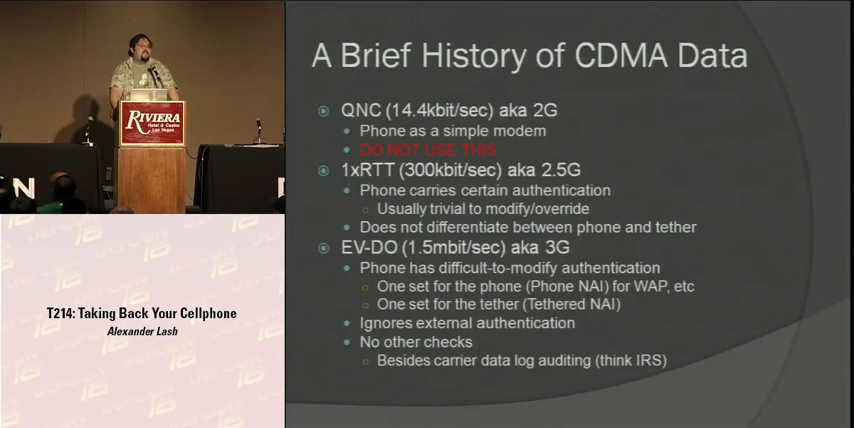 A Brief History of CDMA Data
QNC (14.4kbit/sec) aka 2G
Phone as a simple modem
DO NOT USE THIS
1xRTT (300kbit/sec) aka 2.5G
Phone carries certain authentication
Usually trivial to modify/override
Does not differentiate between phone and tether
EV-DO (1.5mbit/sec) aka 3G
Phone has difficult-to-modify authentication
One set for the phone (Phone NAI) for WAP, etc
One set for the tether (Tethered NAI)
Ignores external authentication
No other checks
Besides carrier data log auditing (think IRS)
RIVIERA
Hotel & Casino
Las Vegas
T214: Taking Back Your Cellphone
Alexander Lash